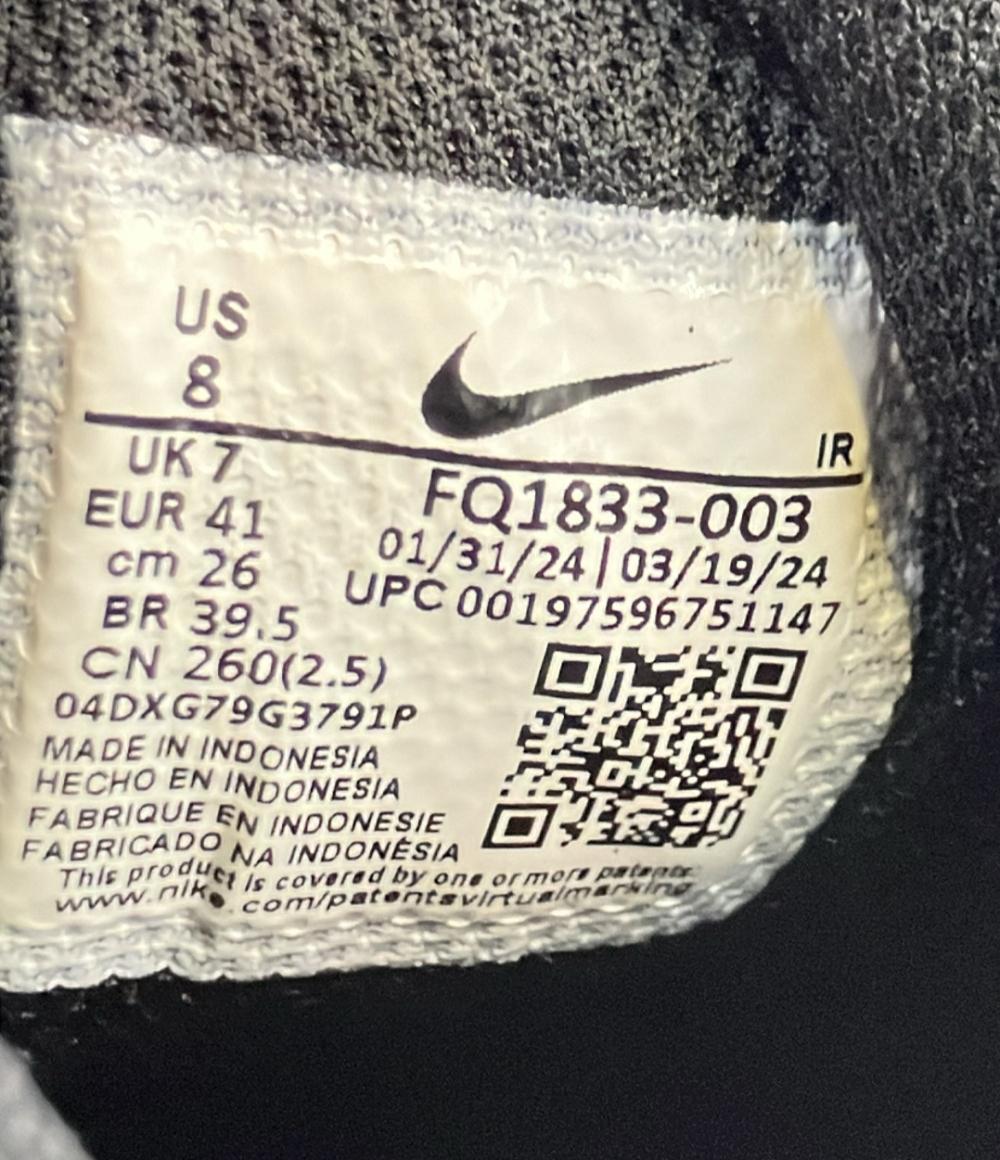 US
8
UK 7
EUR 41
cm 26
BR 39.5
CN 260(2.5)
04DXG79G3791P
IR
FQ1833-003
01/31/24 | 03/19/24
UPC 00197596751147
MADE IN INDONESIA
HECHO EN INDONESIA
FABRIQUE EN INDONESIE
FABRICADO NA INDONÉSIA
This product is covered by one or more patents:
www.nike.com/patentsvirtualmarking